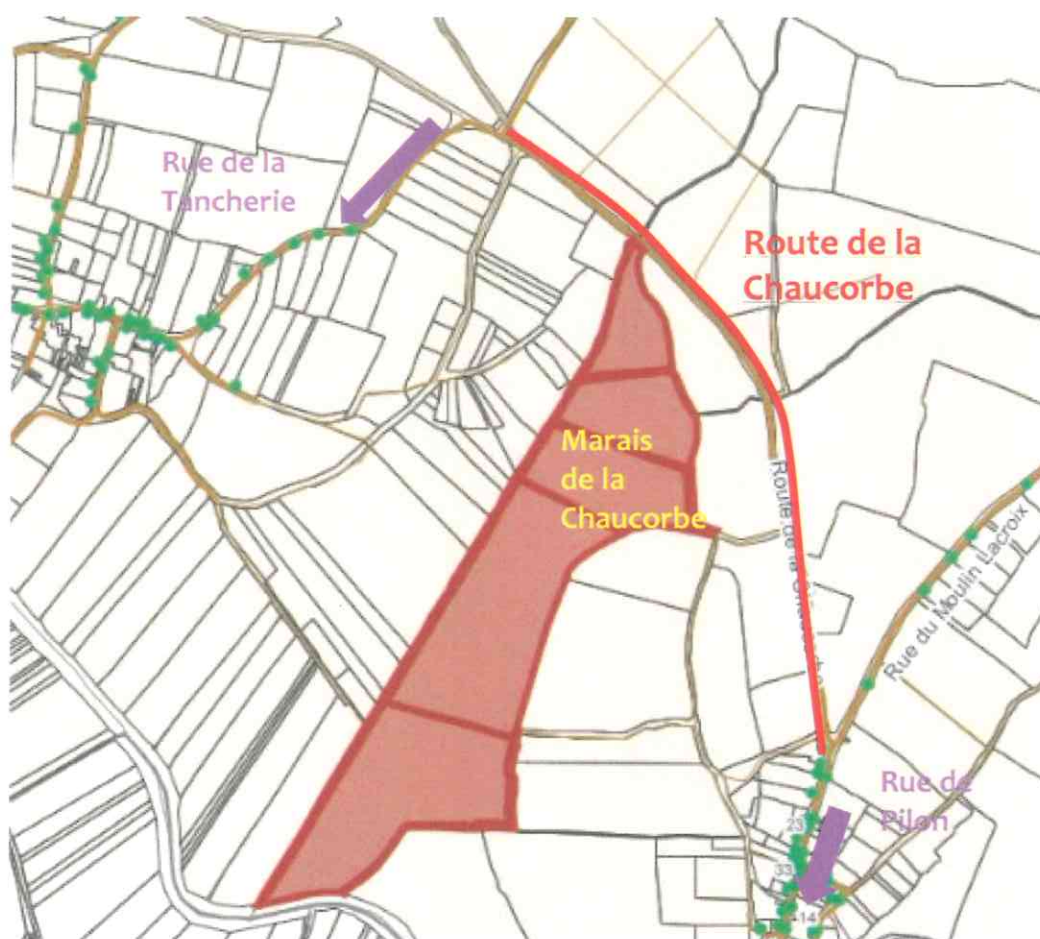 Rue de la
Tancherie
Route de la
Chaucorbe
Marais
de la
Chaucorbe
Route de la Chaucorbe
Rue du Moulin Lacroix
Rue de
Pilon
23
33
14